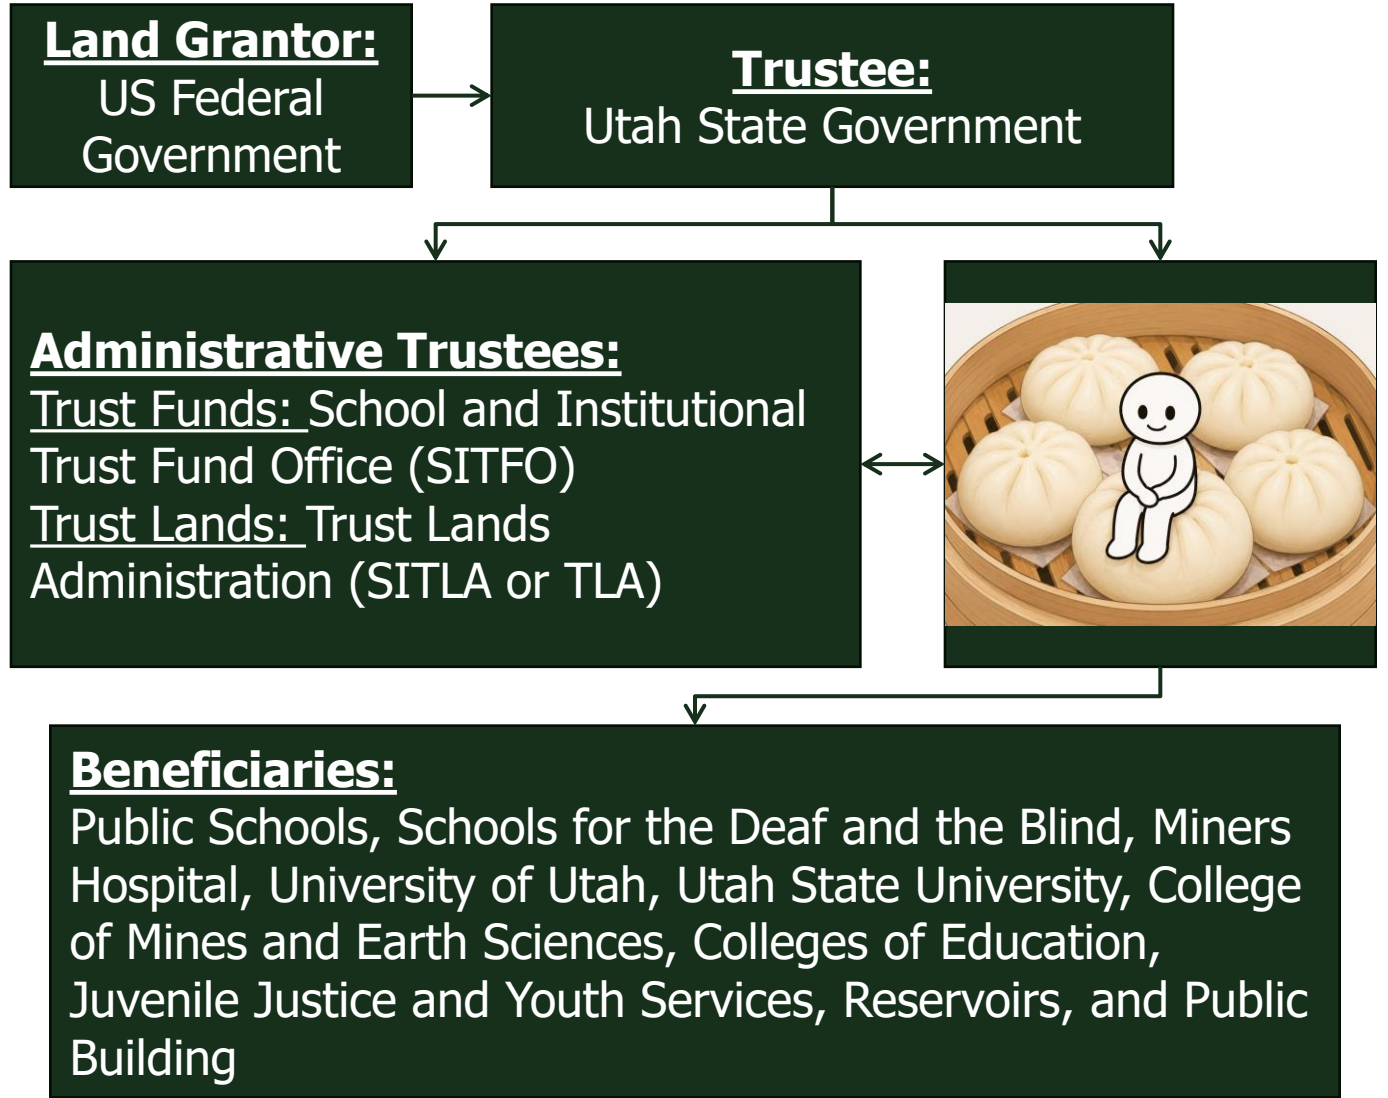 Land Grantor:
US Federal
Government
Trustee:
Utah State Government
Administrative Trustees:
Trust Funds: School and Institutional
Trust Fund Office (SITFO)
Trust Lands: Trust Lands
Administration (SITLA or TLA)
Beneficiaries:
Public Schools, Schools for the Deaf and the Blind, Miners
Hospital, University of Utah, Utah State University, College
of Mines and Earth Sciences, Colleges of Education,
Juvenile Justice and Youth Services, Reservoirs, and Public
Building